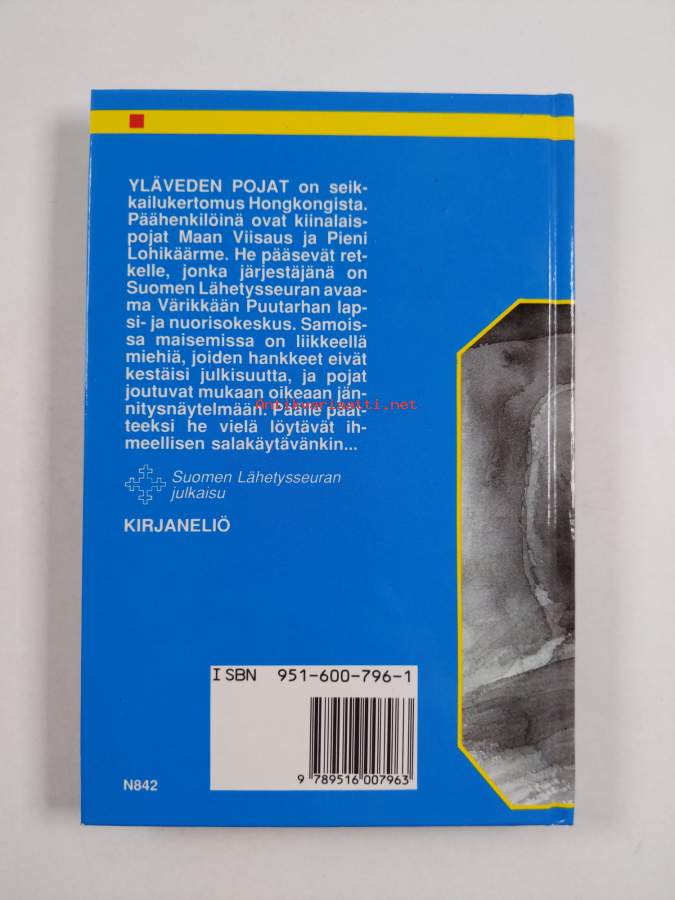 YLÄVEDEN POJAT on seik-
kailukertomus Hongkongista.
Päähenkilöinä ovat kiinalais-
pojat Maan Viisaus ja Pieni
Lohikäärme. He pääsevät ret-
kelle, jonka järjestäjänä on
Suomen Lähetysseuran avaa-
ma Värikkään Puutarhan lap-
si- ja nuorisokeskus. Samois-
sa maisemissa on liikkeellä
miehiä, joiden hankkeet eivät
kestäisi julkisuutta, ja pojat
joutuvat mukaan oikeaan jän-
nitysnäytelmään. Päälle päät-
teeksi he vielä löytävät ih-
meellisen salakäytävänkin...
Antikvariaatti.net
Suomen Lähetysseuran
julkaisu
KIRJANELIÖ
ISBN 951-600-796-1
9 789516 007963
N842